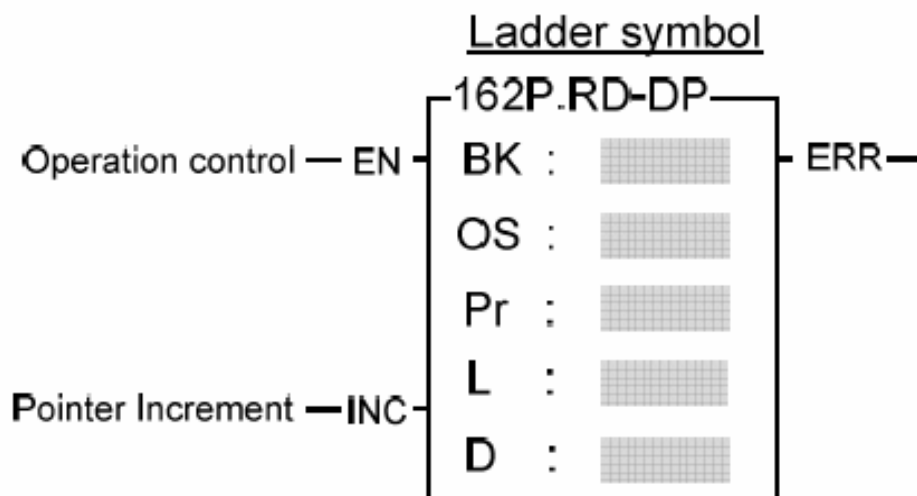 Ladder symbol
162P.RD-DP
Operation control EN BK : ERR
OS :
Pr :
L :
Pointer Increment INC
D :